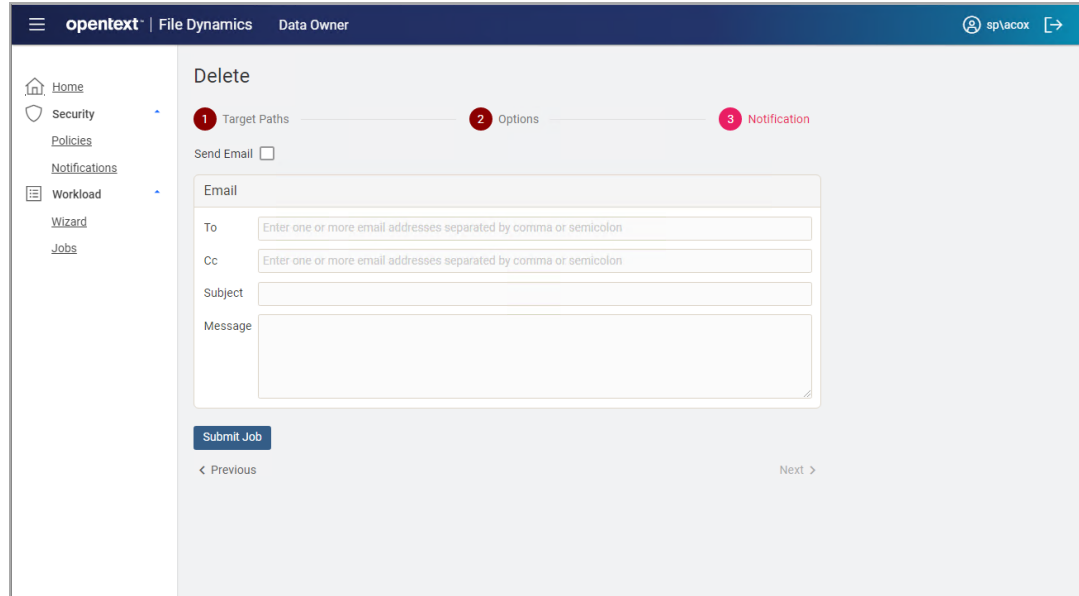 opentext™ | File Dynamics Data Owner sp\acox
Home
Security
Policies
Notifications
Workload
Wizard
Jobs
Delete
1 Target Paths 2 Options 3 Notification
Send Email
Email
To Enter one or more email addresses separated by comma or semicolon
Cc Enter one or more email addresses separated by comma or semicolon
Subject
Message
Submit Job
< Previous Next >